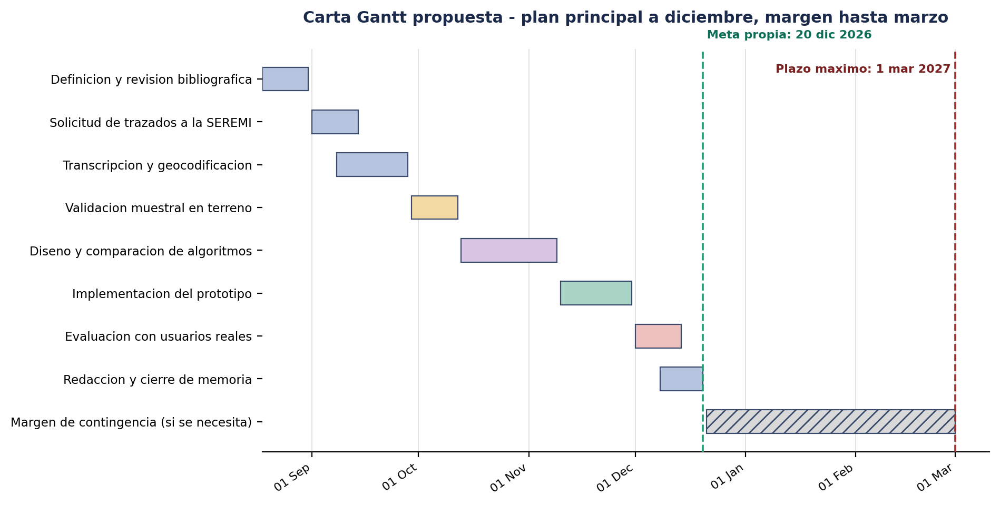 Carta Gantt propuesta - plan principal a diciembre, margen hasta marzo
Meta propia: 20 dic 2026
Plazo maximo: 1 mar 2027
Definicion y revision bibliografica
Solicitud de trazados a la SEREMI
Transcripcion y geocodificacion
Validacion muestral en terreno
Diseno y comparacion de algoritmos
Implementacion del prototipo
Evaluacion con usuarios reales
Redaccion y cierre de memoria
Margen de contingencia (si se necesita)
01 Sep
01 Oct
01 Nov
01 Dec
01 Jan
01 Feb
01 Mar